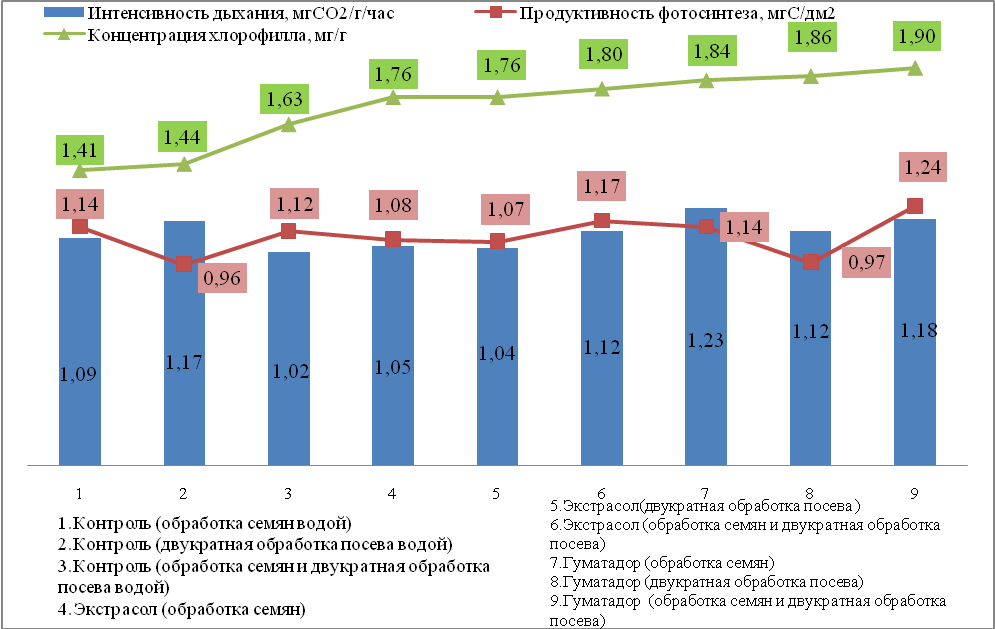 Интенсивность дыхания, мгСО2/г/час
Продуктивность фотосинтеза, мгС/дм2
Концентрация хлорофилла, мг/г
1,41
1,44
1,63
1,76
1,76
1,80
1,84
1,86
1,90
1,14
0,96
1,12
1,08
1,07
1,17
1,14
0,97
1,24
1,09
1,17
1,02
1,05
1,04
1,12
1,23
1,12
1,18
1
2
3
4
5
6
7
8
9
1.Контроль (обработка семян водой)
2.Контроль (двукратная обработка посева водой)
3.Контроль (обработка семян и двукратная обработка
посева водой)
4.Экстрасол (обработка семян)
5.Экстрасол(двукратная обработка посева)
6.Экстрасол (обработка семян и двукратная обработка
посева)
7.Гуматадор (обработка семян)
8.Гуматадор (двукратная обработка посева)
9.Гуматадор (обработка семян и двукратная обработка
посева)